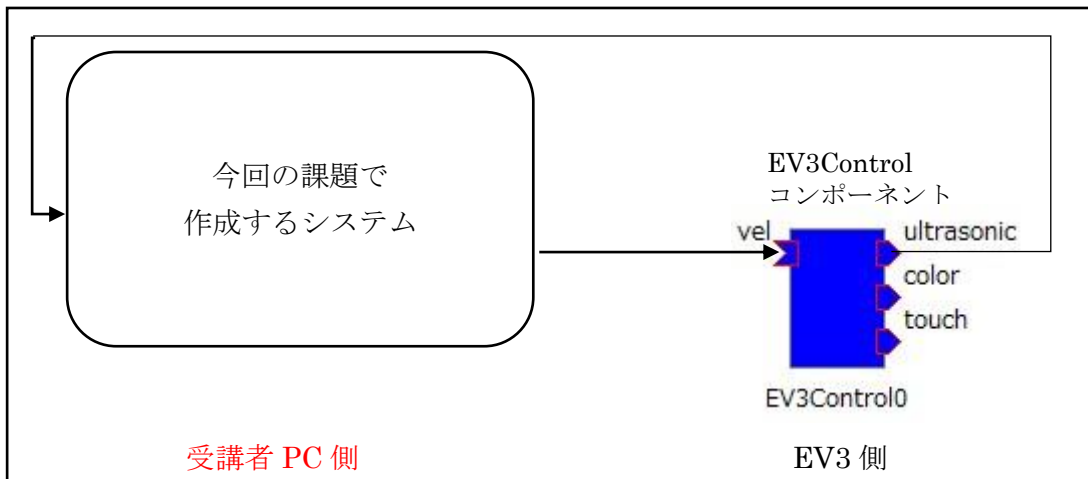 今回の課題で
作成するシステム
EV3Control
コンポーネント
vel
ultrasonic
color
touch
EV3Control0
受講者 PC 側
EV3 側